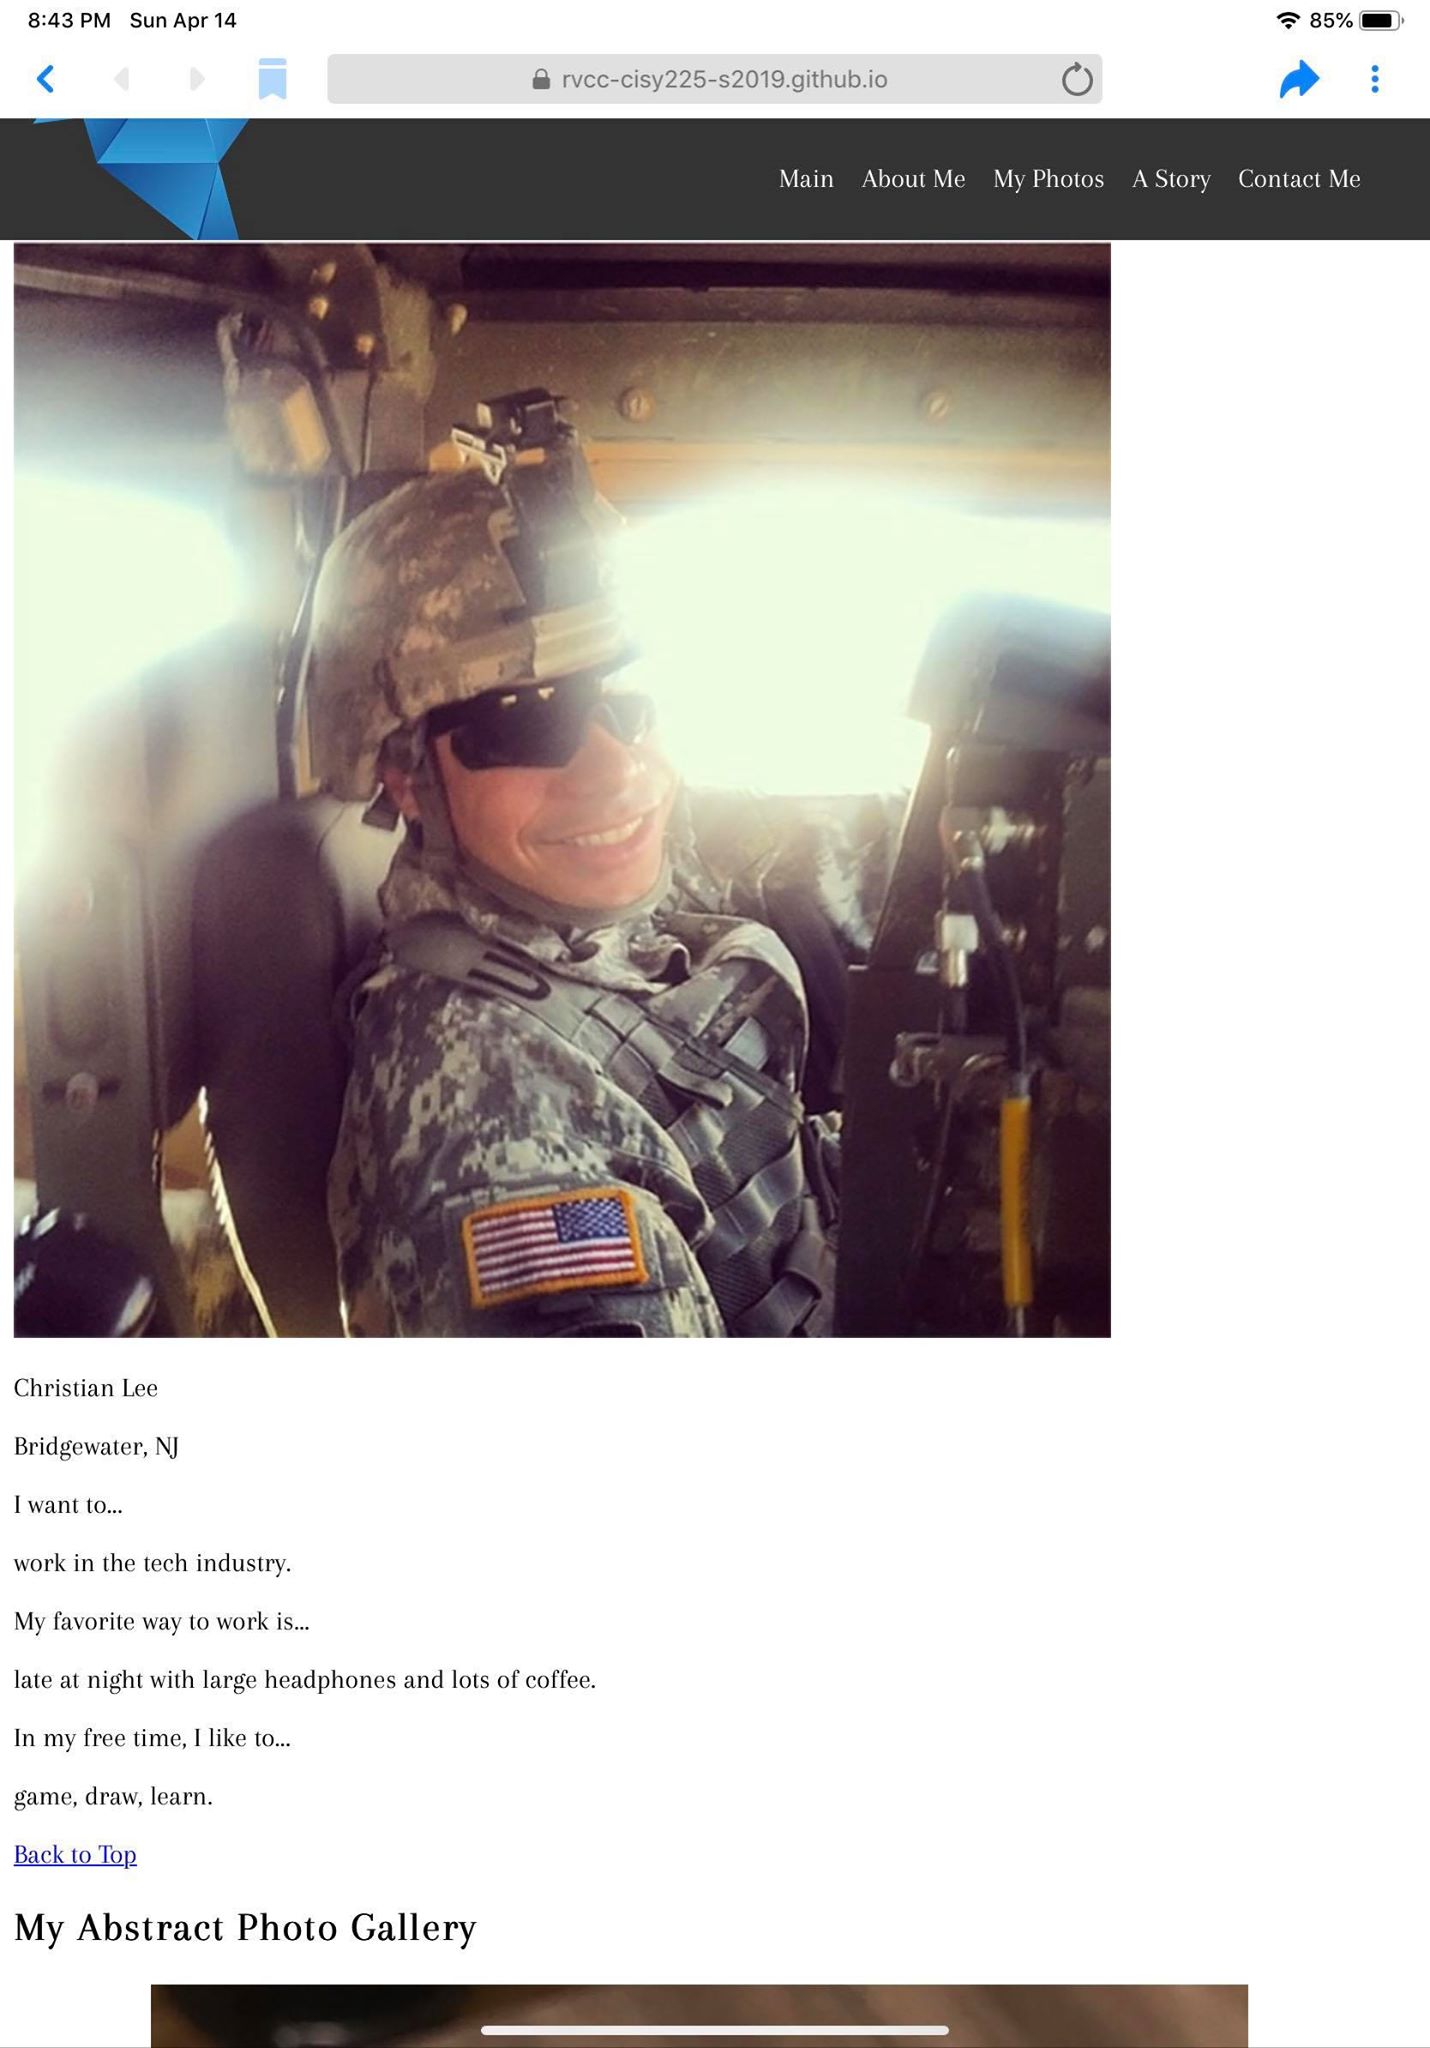 8:43 PM Sun Apr 14
85%
rvcc-cisy225-s2019.github.io
Main About Me My Photos A Story Contact Me
Christian Lee
Bridgewater, NJ
I want to...
work in the tech industry.
My favorite way to work is...
late at night with large headphones and lots of coffee.
In my free time, I like to...
game, draw, learn.
Back to Top
My Abstract Photo Gallery